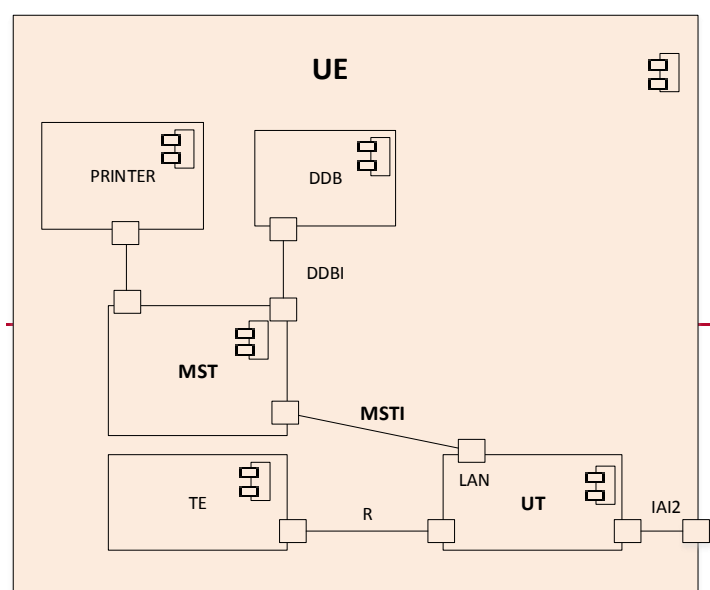 UE
PRINTER
DDB
DDBI
MST
MSTI
LAN
TE
R
UT
IAI2